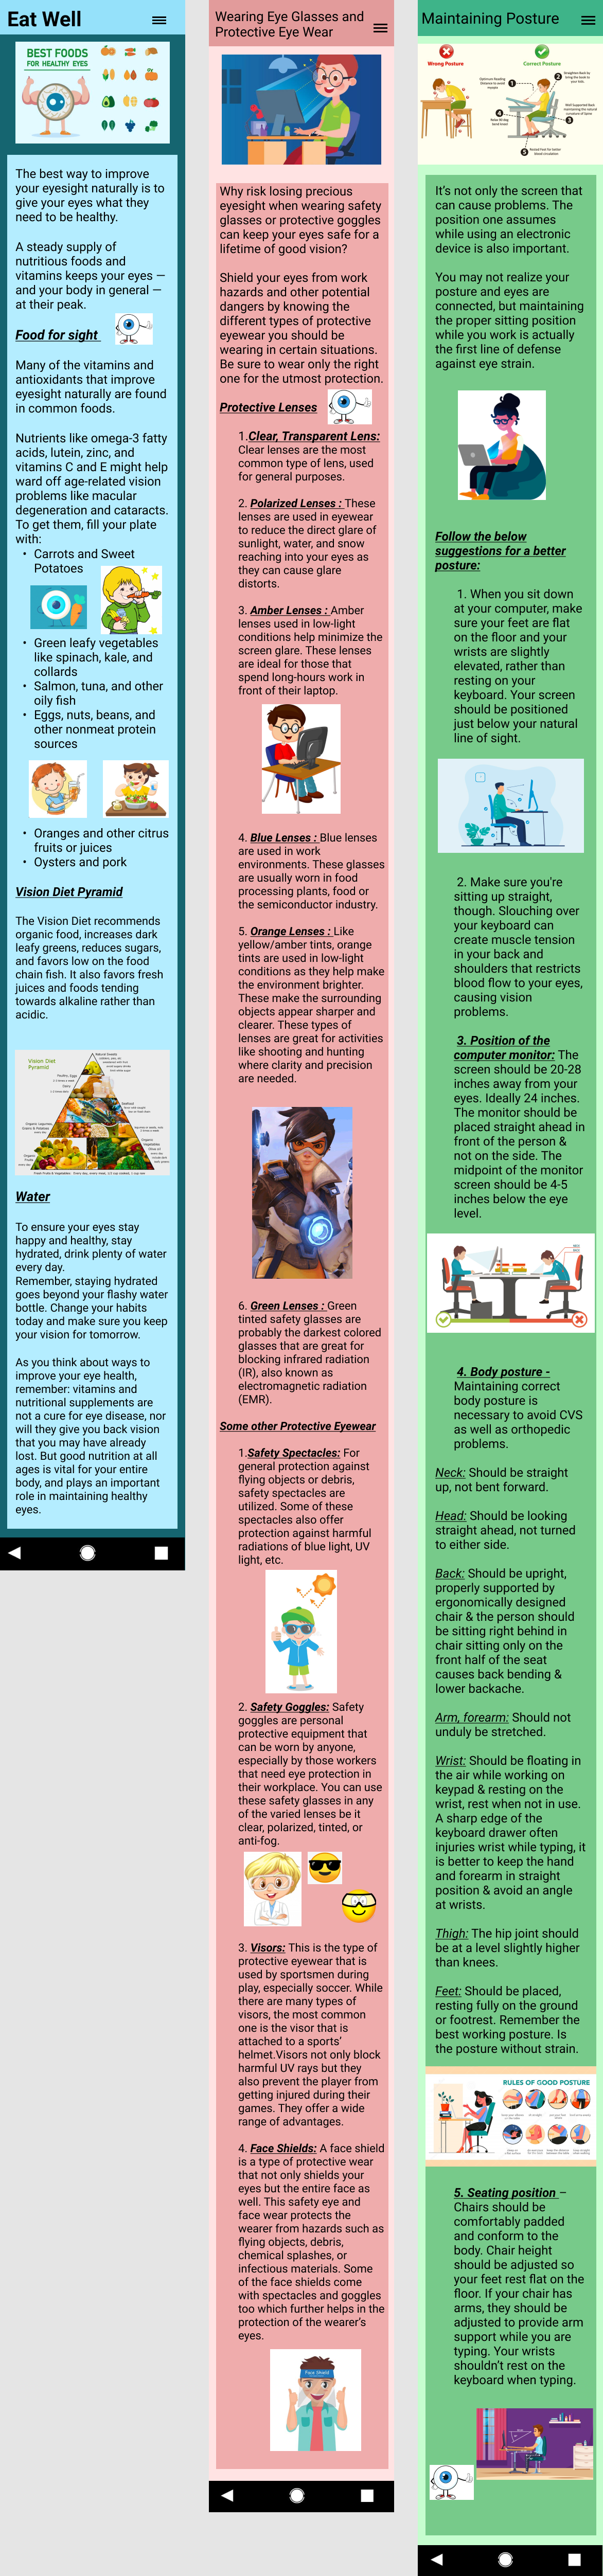 Eat Well
BEST FOODS
FOR HEALTHY EYES
The best way to improve
your eyesight naturally is to
give your eyes what they
need to be healthy.
A steady supply of
nutritious foods and
vitamins keeps your eyes —
and your body in general —
at their peak.
Food for sight
Many of the vitamins and
antioxidants that improve
eyesight naturally are found
in common foods.
Nutrients like omega-3 fatty
acids, lutein, zinc, and
vitamins C and E might help
ward off age-related vision
problems like macular
degeneration and cataracts.
To get them, fill your plate
with:
• Carrots and Sweet
Potatoes
• Green leafy vegetables
like spinach, kale, and
collards
• Salmon, tuna, and other
oily fish
• Eggs, nuts, beans, and
other nonmeat protein
sources
• Oranges and other citrus
fruits or juices
• Oysters and pork
Vision Diet Pyramid
The Vision Diet recommends
organic food, increases dark
leafy greens, reduces sugars,
and favors low on the food
chain fish. It also favors fresh
juices and foods tending
towards alkaline rather than
acidic.
Vision Diet
Pyramid
Water
To ensure your eyes stay
happy and healthy, stay
hydrated, drink plenty of water
every day.
Remember, staying hydrated
goes beyond your flashy water
bottle. Change your habits
today and make sure you keep
your vision for tomorrow.
As you think about ways to
improve your eye health,
remember: vitamins and
nutritional supplements are
not a cure for eye disease, nor
will they give you back vision
that you may have already
lost. But good nutrition at all
ages is vital for your entire
body, and plays an important
role in maintaining healthy
eyes.
Wearing Eye Glasses and
Protective Eye Wear
Why risk losing precious
eyesight when wearing safety
glasses or protective goggles
can keep your eyes safe for a
lifetime of good vision?
Shield your eyes from work
hazards and other potential
dangers by knowing the
different types of protective
eyewear you should be
wearing in certain situations.
Be sure to wear only the right
one for the utmost protection.
Protective Lenses
1.Clear, Transparent Lens:
Clear lenses are the most
common type of lens, used
for general purposes.
2. Polarized Lenses : These
lenses are used in eyewear
to reduce the direct glare of
sunlight, water, and snow
reaching into your eyes as
they can cause glare
distorts.
3. Amber Lenses : Amber
lenses used in low-light
conditions help minimize the
screen glare. These lenses
are ideal for those that
spend long-hours work in
front of their laptop.
4. Blue Lenses : Blue lenses
are used in work
environments. These glasses
are usually worn in food
processing plants, food or
the semiconductor industry.
5. Orange Lenses : Like
yellow/amber tints, orange
tints are used in low-light
conditions as they help make
the environment brighter.
These make the surrounding
objects appear sharper and
clearer. These types of
lenses are great for activities
like shooting and hunting
where clarity and precision
are needed.
6. Green Lenses : Green
tinted safety glasses are
probably the darkest colored
glasses that are great for
blocking infrared radiation
(IR), also known as
electromagnetic radiation
(EMR).
Some other Protective Eyewear
1.Safety Spectacles: For
general protection against
flying objects or debris,
safety spectacles are
utilized. Some of these
spectacles also offer
protection against harmful
radiations of blue light, UV
light, etc.
2. Safety Goggles: Safety
goggles are personal
protective equipment that
can be worn by anyone,
especially by those workers
that need eye protection in
their workplace. You can use
these safety glasses in any
of the varied lenses be it
clear, polarized, tinted, or
anti-fog.
3. Visors: This is the type of
protective eyewear that is
used by sportsmen during
play, especially soccer. While
there are many types of
visors, the most common
one is the visor that is
attached to a sports'
helmet.Visors not only block
harmful UV rays but they
also prevent the player from
getting injured during their
games. They offer a wide
range of advantages.
4. Face Shields: A face shield
is a type of protective wear
that not only shields your
eyes but the entire face as
well. This safety eye and
face wear protects the
wearer from hazards such as
flying objects, debris,
chemical splashes, or
infectious materials. Some
of the face shields come
with spectacles and goggles
too which further helps in the
protection of the wearer's
eyes.
Face Shield
Maintaining Posture
Wrong Posture
Correct Posture
It's not only the screen that
can cause problems. The
position one assumes
while using an electronic
device is also important.
You may not realize your
posture and eyes are
connected, but maintaining
the proper sitting position
while you work is actually
the first line of defense
against eye strain.
Follow the below
suggestions for a better
posture:
1. When you sit down
at your computer, make
sure your feet are flat
on the floor and your
wrists are slightly
elevated, rather than
resting on your
keyboard. Your screen
should be positioned
just below your natural
line of sight.
2. Make sure you're
sitting up straight,
though. Slouching over
your keyboard can
create muscle tension
in your back and
shoulders that restricts
blood flow to your eyes,
causing vision
problems.
3. Position of the
computer monitor: The
screen should be 20-28
inches away from your
eyes. Ideally 24 inches.
The monitor should be
placed straight ahead in
front of the person &
not on the side. The
midpoint of the monitor
screen should be 4-5
inches below the eye
level.
4. Body posture -
Maintaining correct
body posture is
necessary to avoid CVS
as well as orthopedic
problems.
Neck: Should be straight
up, not bent forward.
Head: Should be looking
straight ahead, not turned
to either side.
Back: Should be upright,
properly supported by
ergonomically designed
chair & the person should
be sitting right behind in
chair sitting only on the
front half of the seat
causes back bending &
lower backache.
Arm, forearm: Should not
unduly be stretched.
Wrist: Should be floating in
the air while working on
keypad & resting on the
wrist, rest when not in use.
A sharp edge of the
keyboard drawer often
injuries wrist while typing, it
is better to keep the hand
and forearm in straight
position & avoid an angle
at wrists.
Thigh: The hip joint should
be at a level slightly higher
than knees.
Feet: Should be placed,
resting fully on the ground
or footrest. Remember the
best working posture. Is
the posture without strain.
RULES OF GOOD POSTURE
5. Seating position –
Chairs should be
comfortably padded
and conform to the
body. Chair height
should be adjusted so
your feet rest flat on the
floor. If your chair has
arms, they should be
adjusted to provide arm
support while you are
typing. Your wrists
shouldn't rest on the
keyboard when typing.